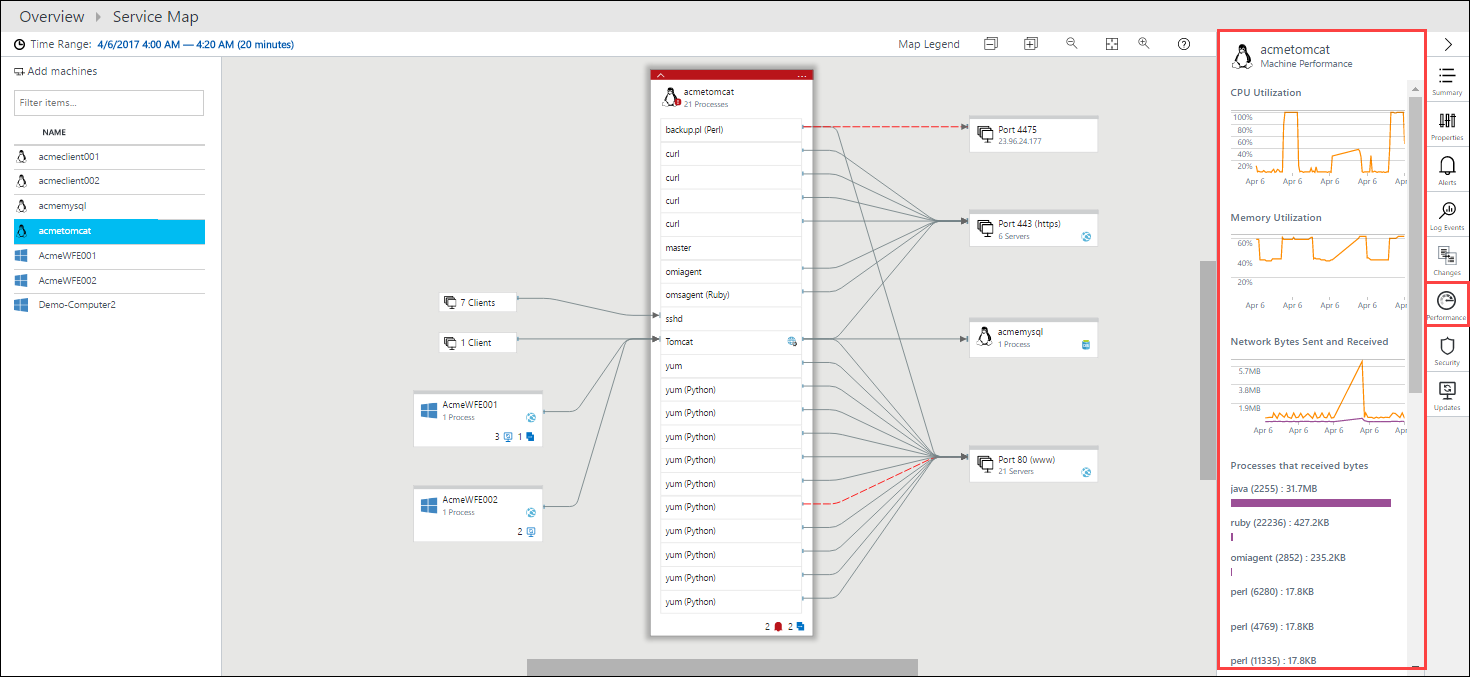 Overview Service Map
Time Range: 4/6/2017 4:00 AM — 4:20 AM (20 minutes)
Map Legend
Add machines
Filter items...
NAME
acmeclient001
acmeclient002
acmemysql
acmetomcat
AcmeWFE001
AcmeWFE002
Demo-Computer2
7 Clients
1 Client
AcmeWFE001
1 Process
3 1
AcmeWFE002
1 Process
2
acmetomcat
21 Processes
backup.pl (Perl)
curl
curl
curl
curl
master
omiagent
omsagent (Ruby)
sshd
Tomcat
yum
yum (Python)
yum (Python)
yum (Python)
yum (Python)
yum (Python)
yum (Python)
yum (Python)
yum (Python)
yum (Python)
yum (Python)
2 2
Port 4475
23.96.24.177
Port 443 (https)
6 Servers
acmemysql
1 Process
Port 80 (www)
21 Servers
acmetomcat
Machine Performance
CPU Utilization
100%
80%
60%
40%
20%
Apr 6 Apr 6 Apr 6 Apr 6 Ap
Memory Utilization
60%
40%
20%
Apr 6 Apr 6 Apr 6 Apr 6 Ap
Network Bytes Sent and Received
5.7MB
3.8MB
1.9MB
Apr 6 Apr 6 Apr 6 Apr 6 Ap
Processes that received bytes
java (2255) : 31.7MB
ruby (22236) : 427.2KB
omiagent (2852) : 235.2KB
perl (6280) : 17.8KB
perl (4769) : 17.8KB
perl (11335) : 17.8KB
Summary
Properties
Alerts
Log Events
Changes
Performance
Security
Updates